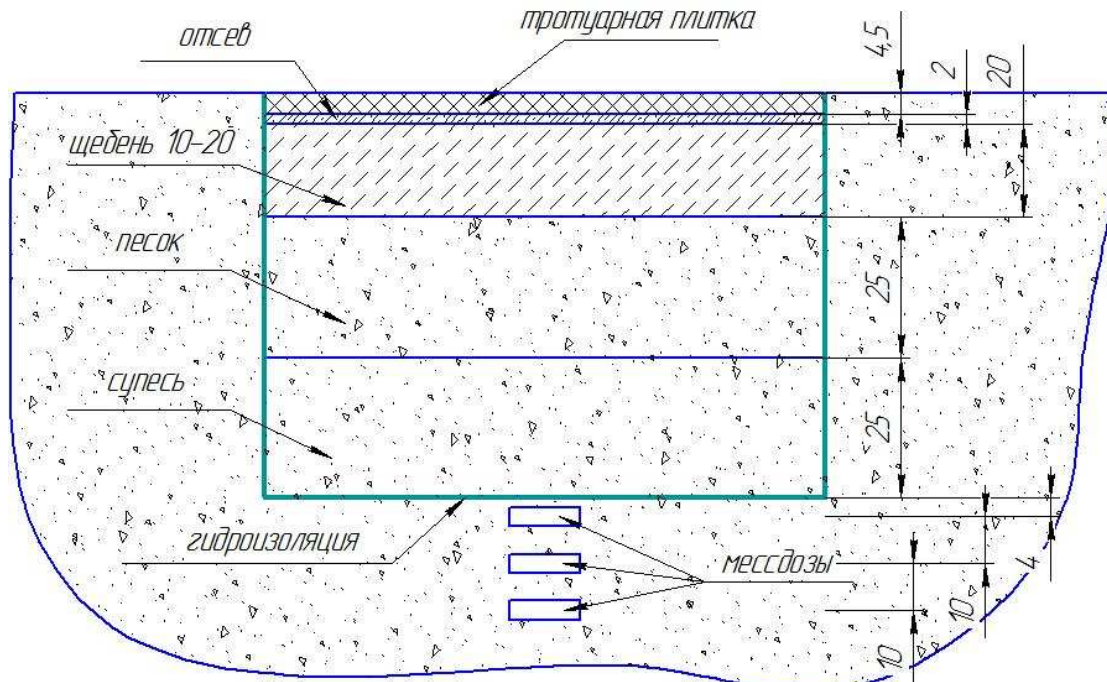 тротуарная плитка
отсев
4,5
2
20
щебень 10-20
песок
25
супесь
25
гидроизоляция
мессдозы
4
10
10